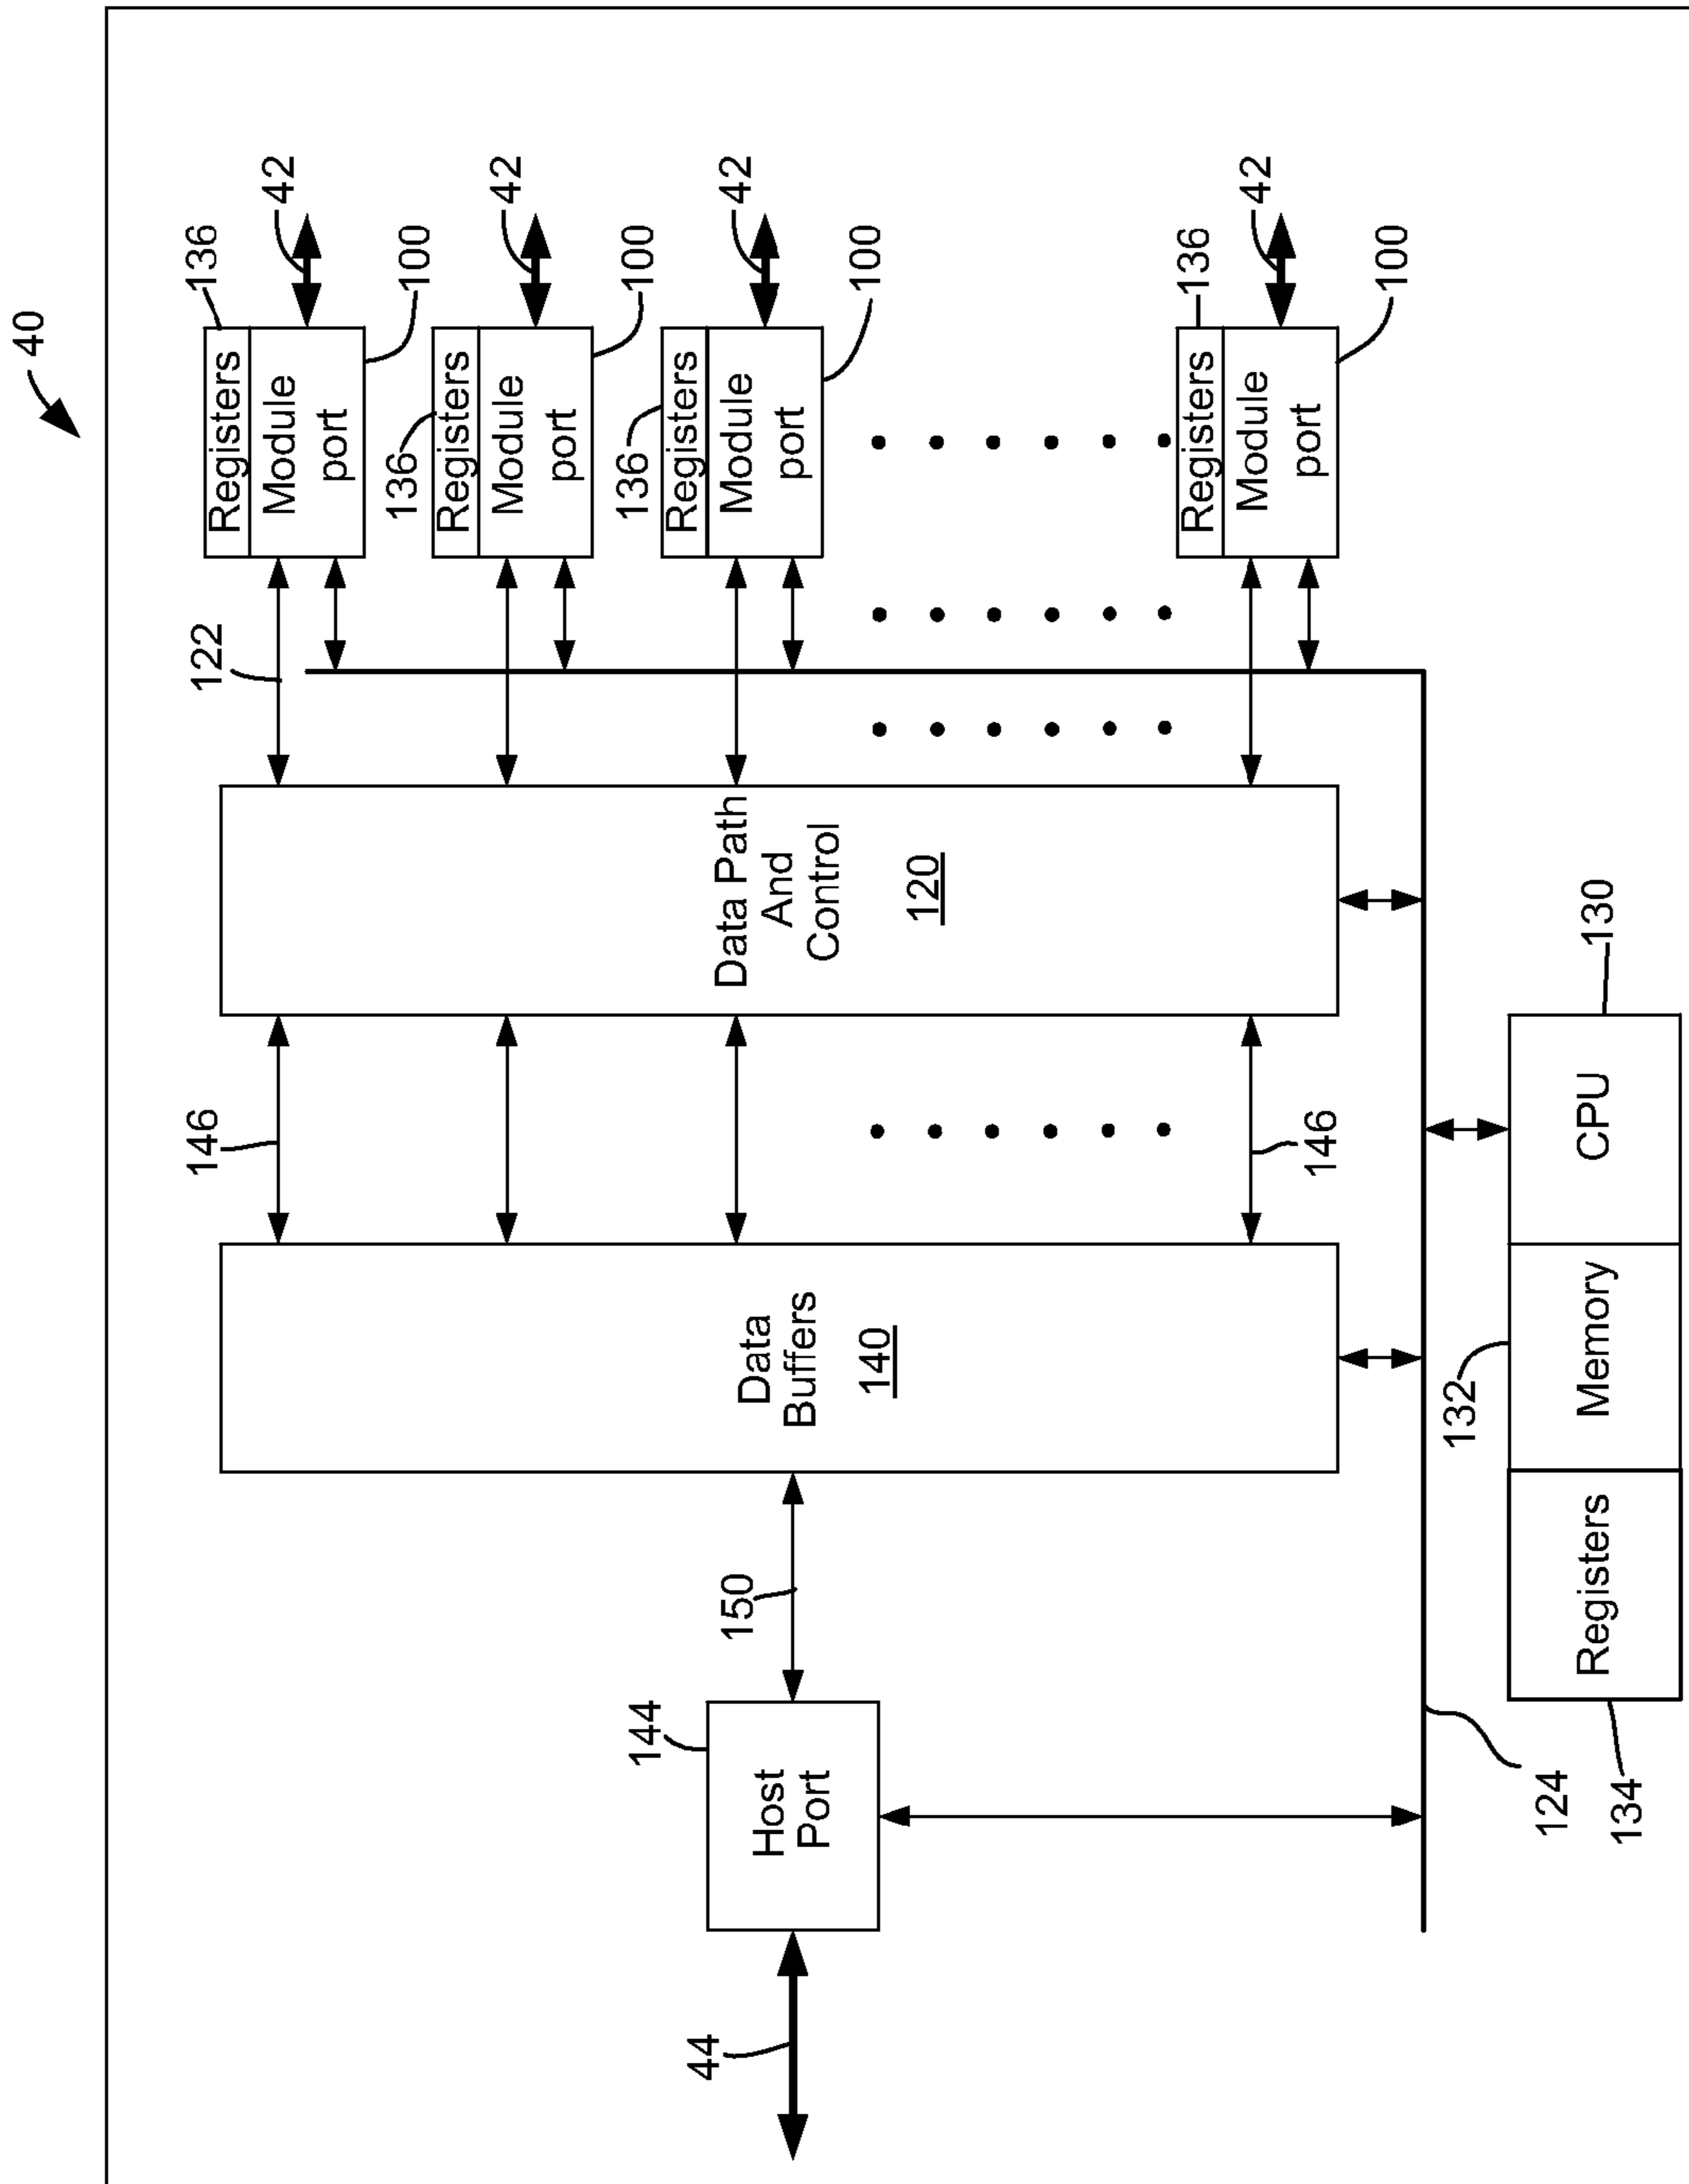 40
136
Registers
Module
port
42
100
122
136
Registers
Module
port
42
100
136
Registers
Module
port
42
100
136
Registers
Module
port
42
100
146
146
Data Path
And
Control
120
Data
Buffers
140
150
144
Host
Port
44
130
CPU
132
Memory
Registers
134
124